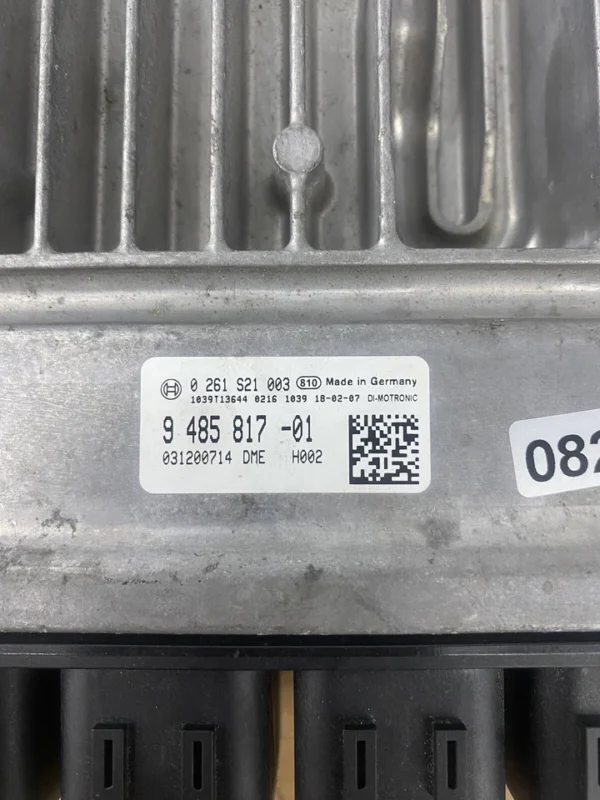 0 261 S21 003 810 Made in Germany
1039T13644 0216 1039 18-02-07 DI-MOTRONIC
9 485 817 -01
031200714 DME H002
082